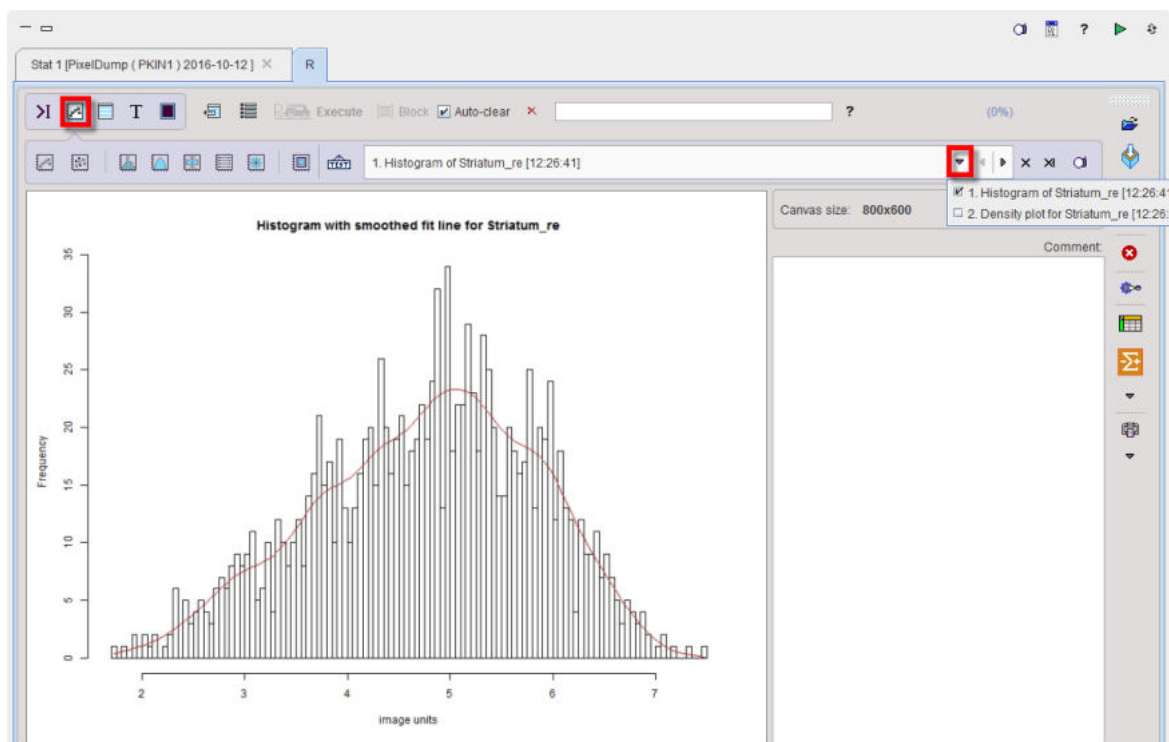 ?
Stat 1 [PixelDump ( PKIN1 ) 2016-10-12 ] × R
T Execute Block Auto-clear × ? (0%)
TEXT 1. Histogram of Striatum_re [12:26:41]
1. Histogram of Striatum_re [12:26:41
2. Density plot for Striatum_re [12:26:
Canvas size: 800x600
Comment:
Histogram with smoothed fit line for Striatum_re
35
30
25
20
15
10
5
0
Frequency
2 3 4 5 6 7
image units